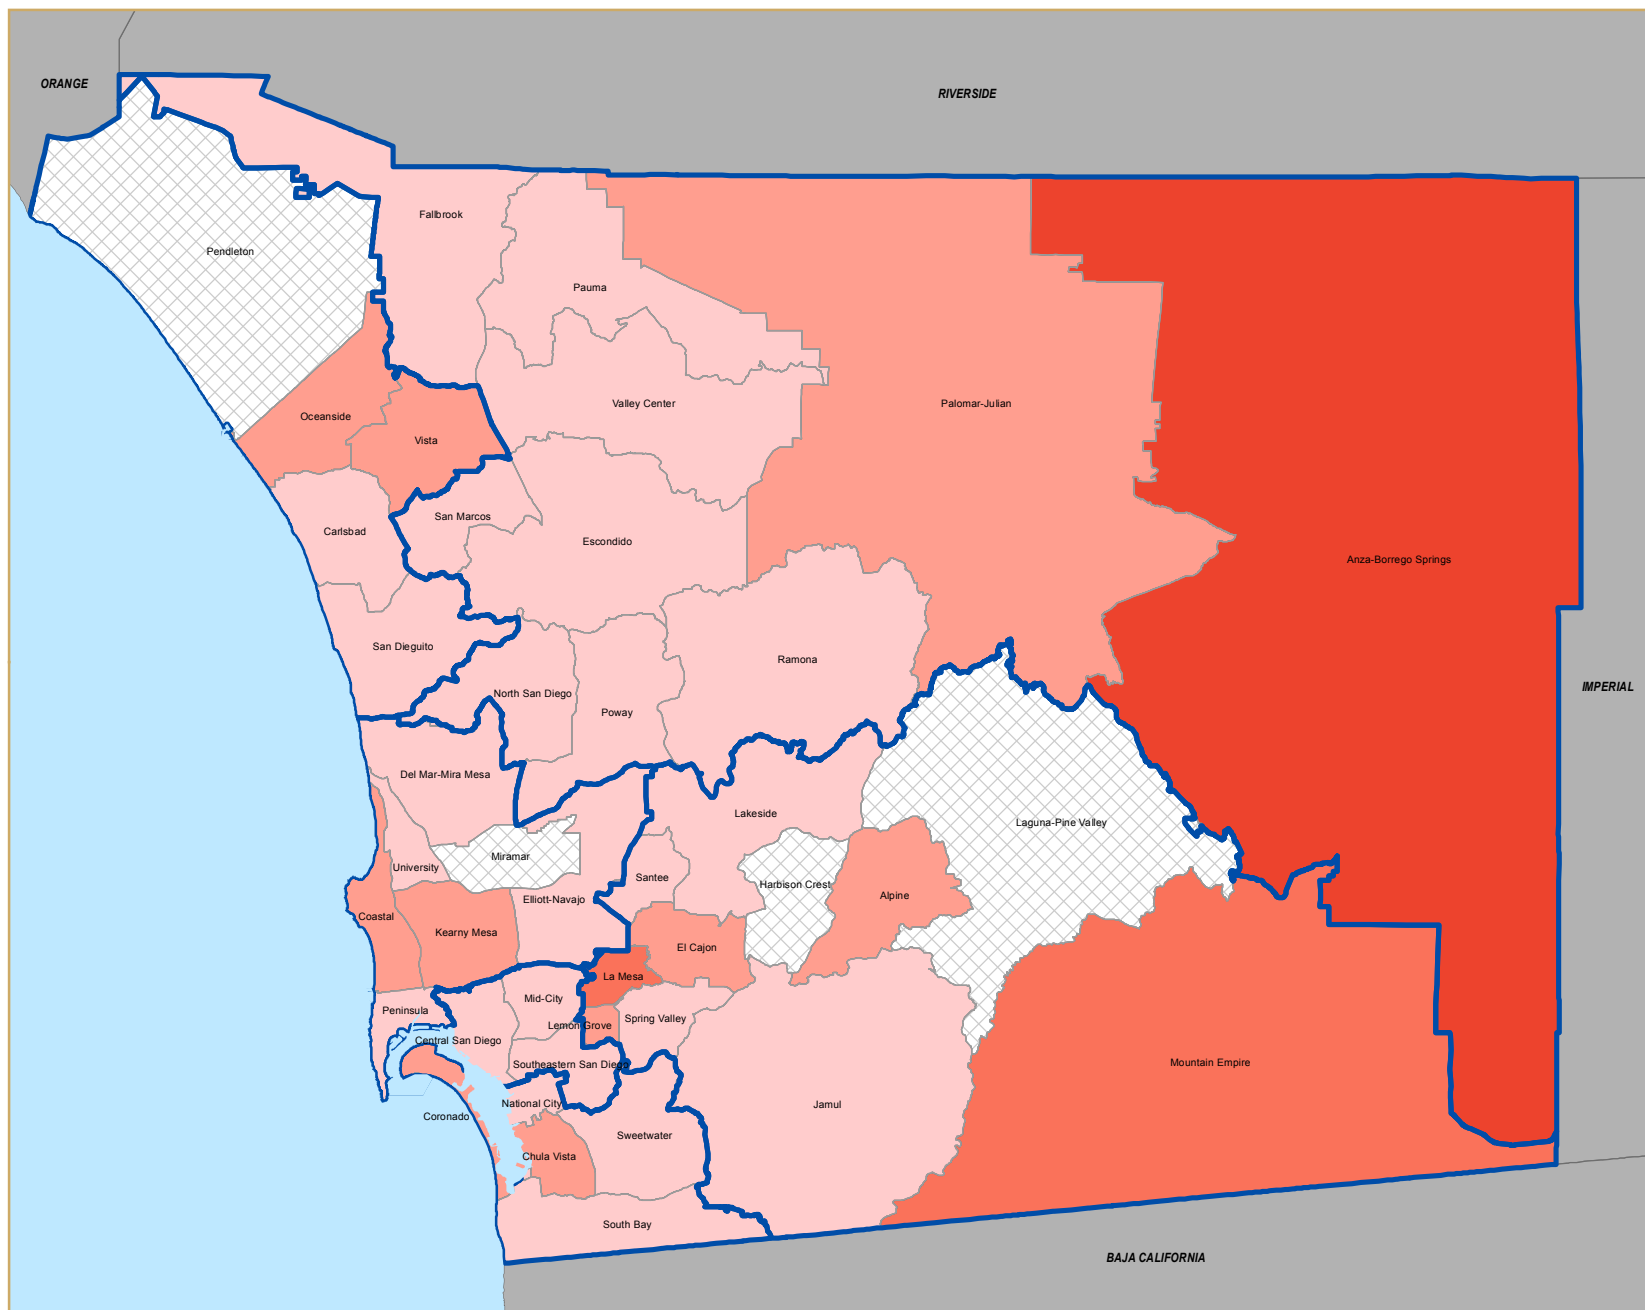 ORANGE
RIVERSIDE
Fallbrook
Pendleton
Pauma
Valley Center
Palomar-Julian
Oceanside
Vista
San Marcos
Carlsbad
Escondido
Anza-Borrego Springs
San Dieguito
Ramona
IMPERIAL
North San Diego
Poway
Del Mar-Mira Mesa
Lakeside
Laguna-Pine Valley
Miramar
University
Santee
Harbison Crest
Alpine
Elliott-Navajo
Coastal
Kearny Mesa
El Cajon
La Mesa
Mid-City
Peninsula
Lemon Grove
Spring Valley
Central San Diego
Southeastern San Diego
Mountain Empire
National City
Jamul
Coronado
Sweetwater
Chula Vista
South Bay
BAJA CALIFORNIA